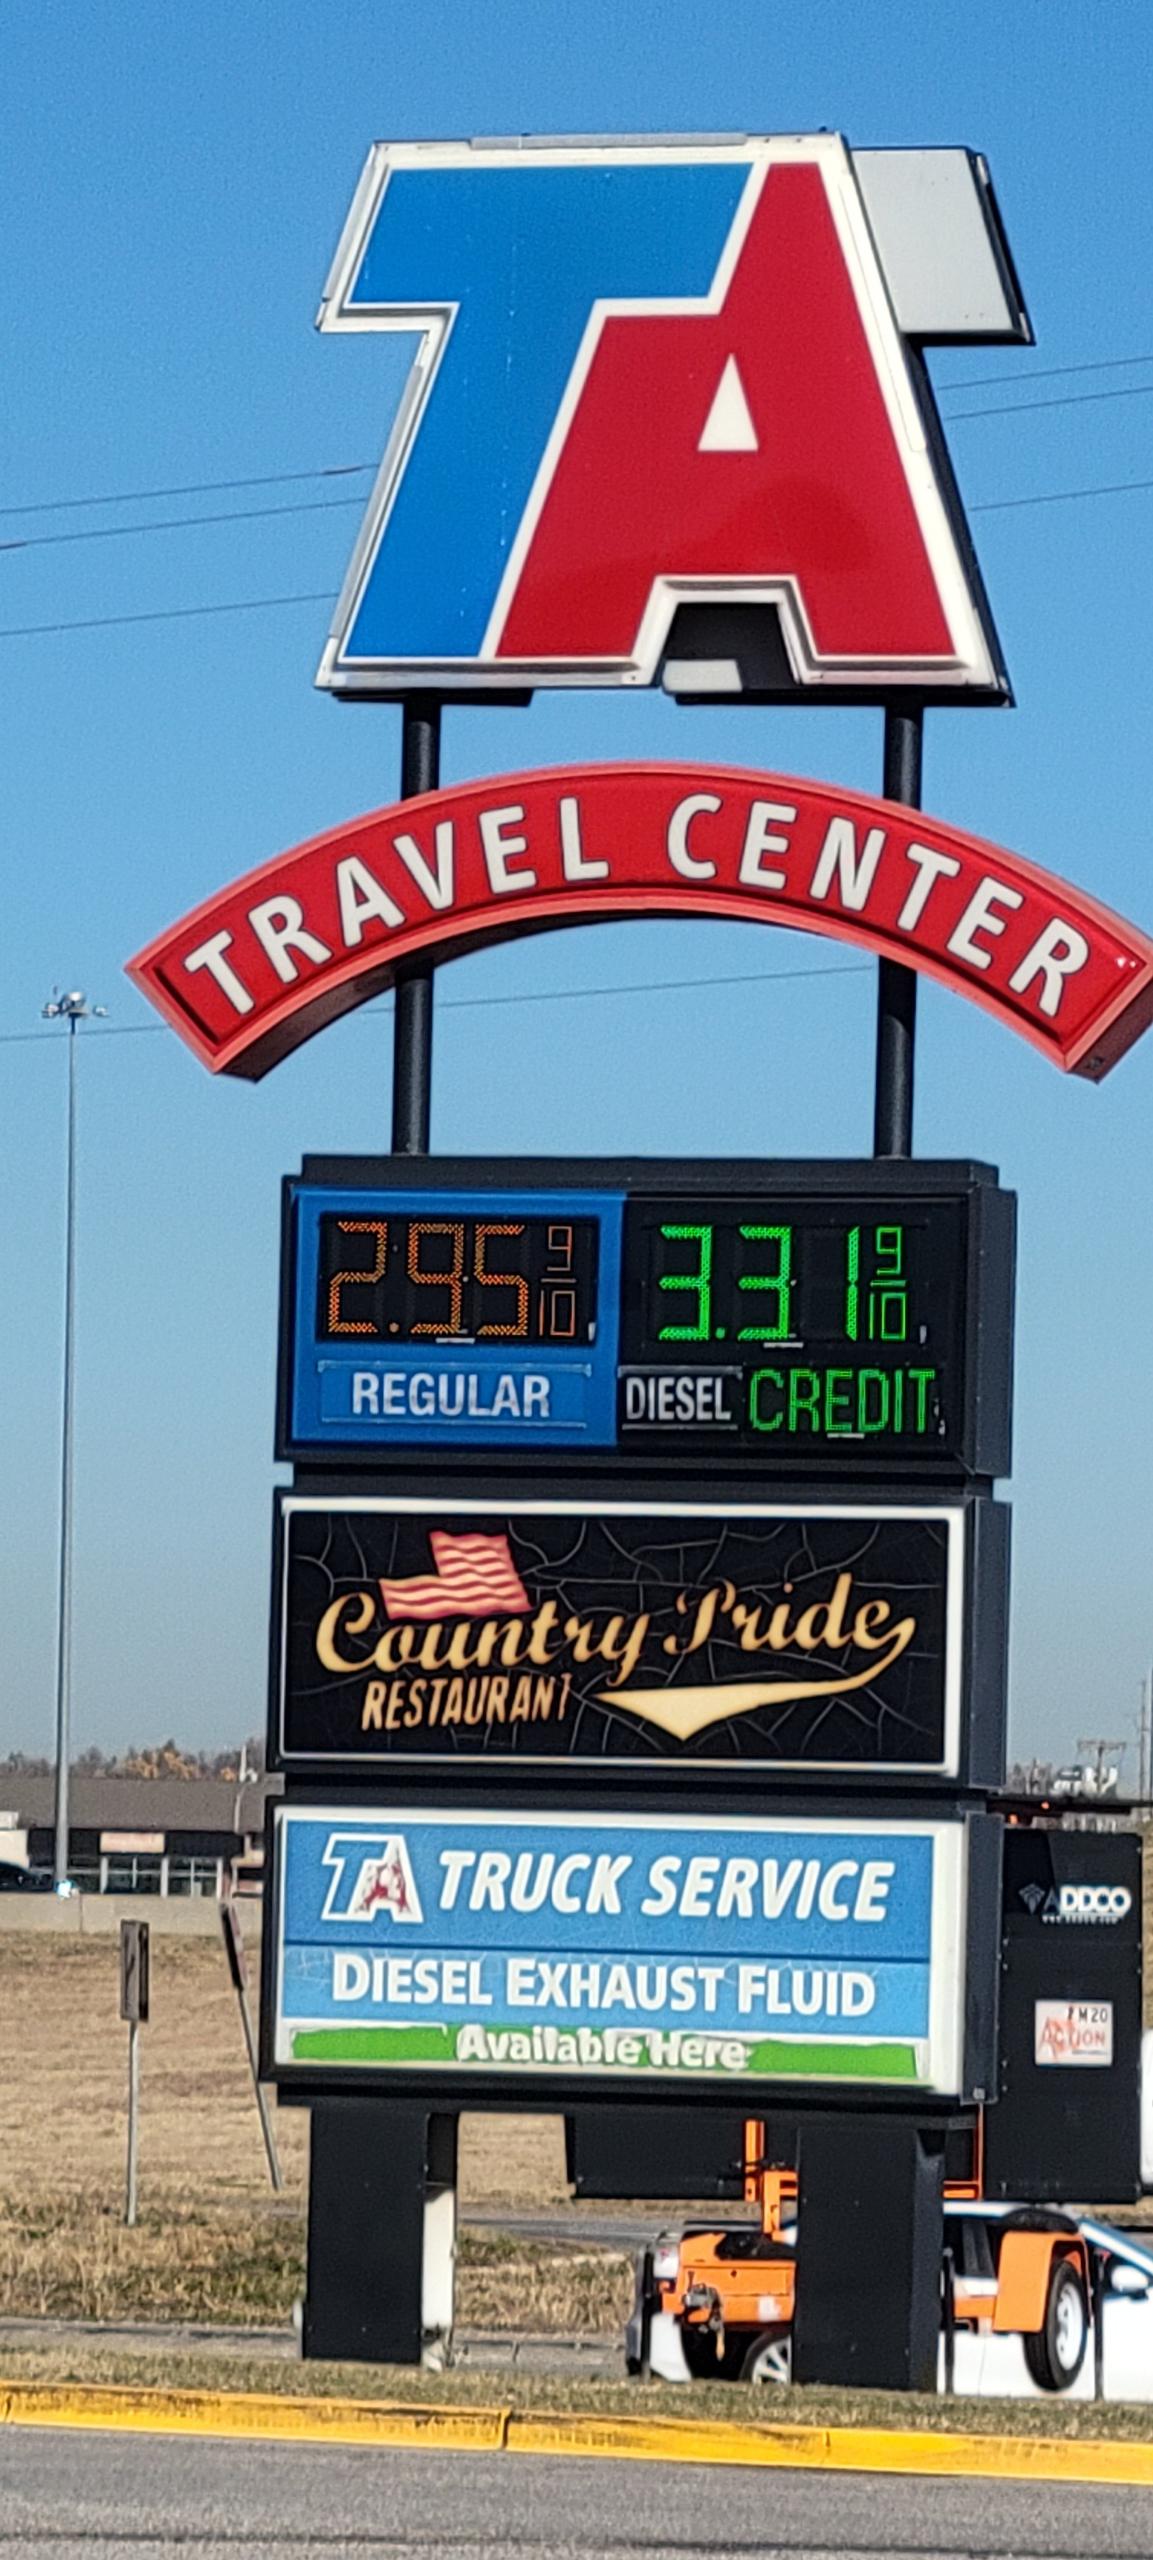 TA
TRAVEL CENTER
2.95 9/10
3.31 9/10
REGULAR
DIESEL CREDIT
Country Pride
RESTAURANT
TA TRUCK SERVICE
DIESEL EXHAUST FLUID
Available Here
ADDCO
ACTION